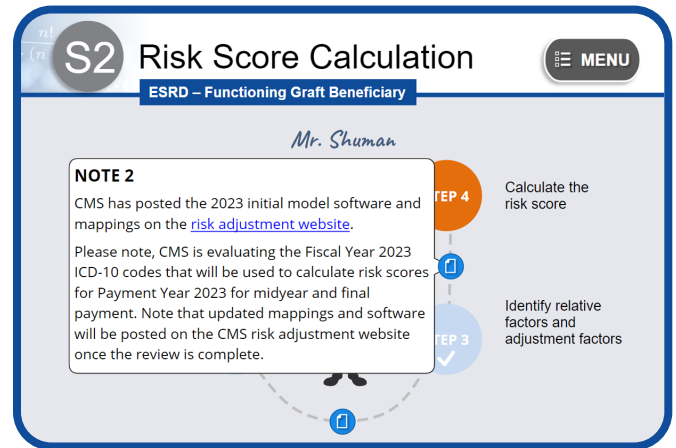 n!
(n
S2
Risk Score Calculation
MENU
ESRD – Functioning Graft Beneficiary
Mr. Shuman
NOTE 2
CMS has posted the 2023 initial model software and
mappings on the risk adjustment website.
Please note, CMS is evaluating the Fiscal Year 2023
ICD-10 codes that will be used to calculate risk scores
for Payment Year 2023 for midyear and final
payment. Note that updated mappings and software
will be posted on the CMS risk adjustment website
once the review is complete.
TEP 4
Calculate the
risk score
TEP 3
Identify relative
factors and
adjustment factors